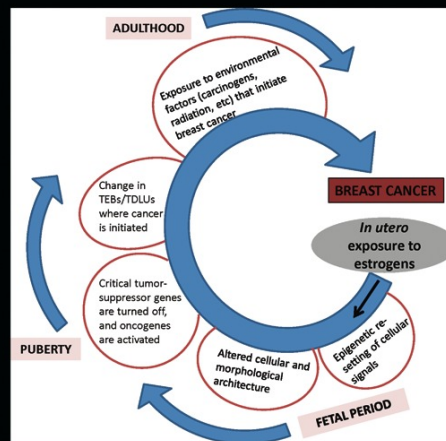 ADULTHOOD
Exposure to environmental
factors (carcinogens,
radiation, etc) that initiate
breast cancer
BREAST CANCER
In utero
exposure to
estrogens
Change in
TEBs/TDLUs
where cancer
is initiated
Critical tumor-
suppressor genes
are turned off,
and oncogenes
are activated
PUBERTY
Altered cellular and
morphological
architecture
Epigenetic re-
setting of cellular
signals
FETAL PERIOD